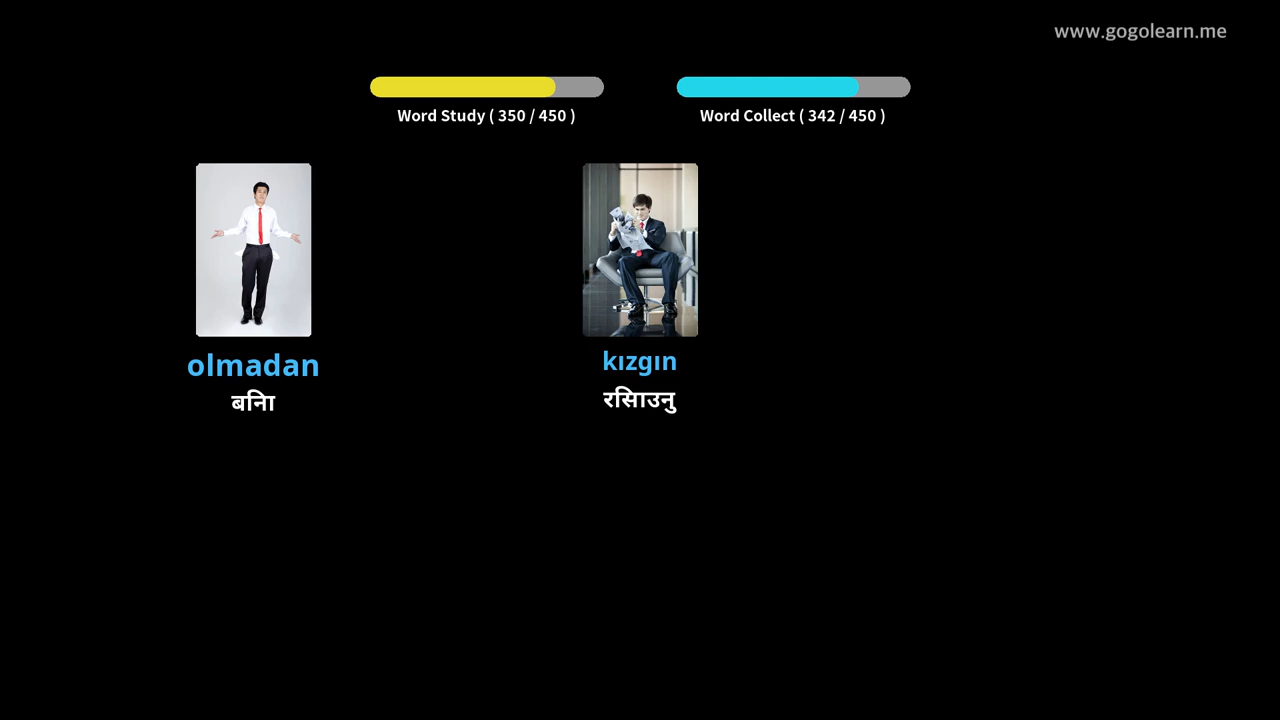 www.gogolearn.me
Word Study ( 350 / 450 )
Word Collect ( 342 / 450 )
olmadan
बिना
kızgın
रिसाउनु